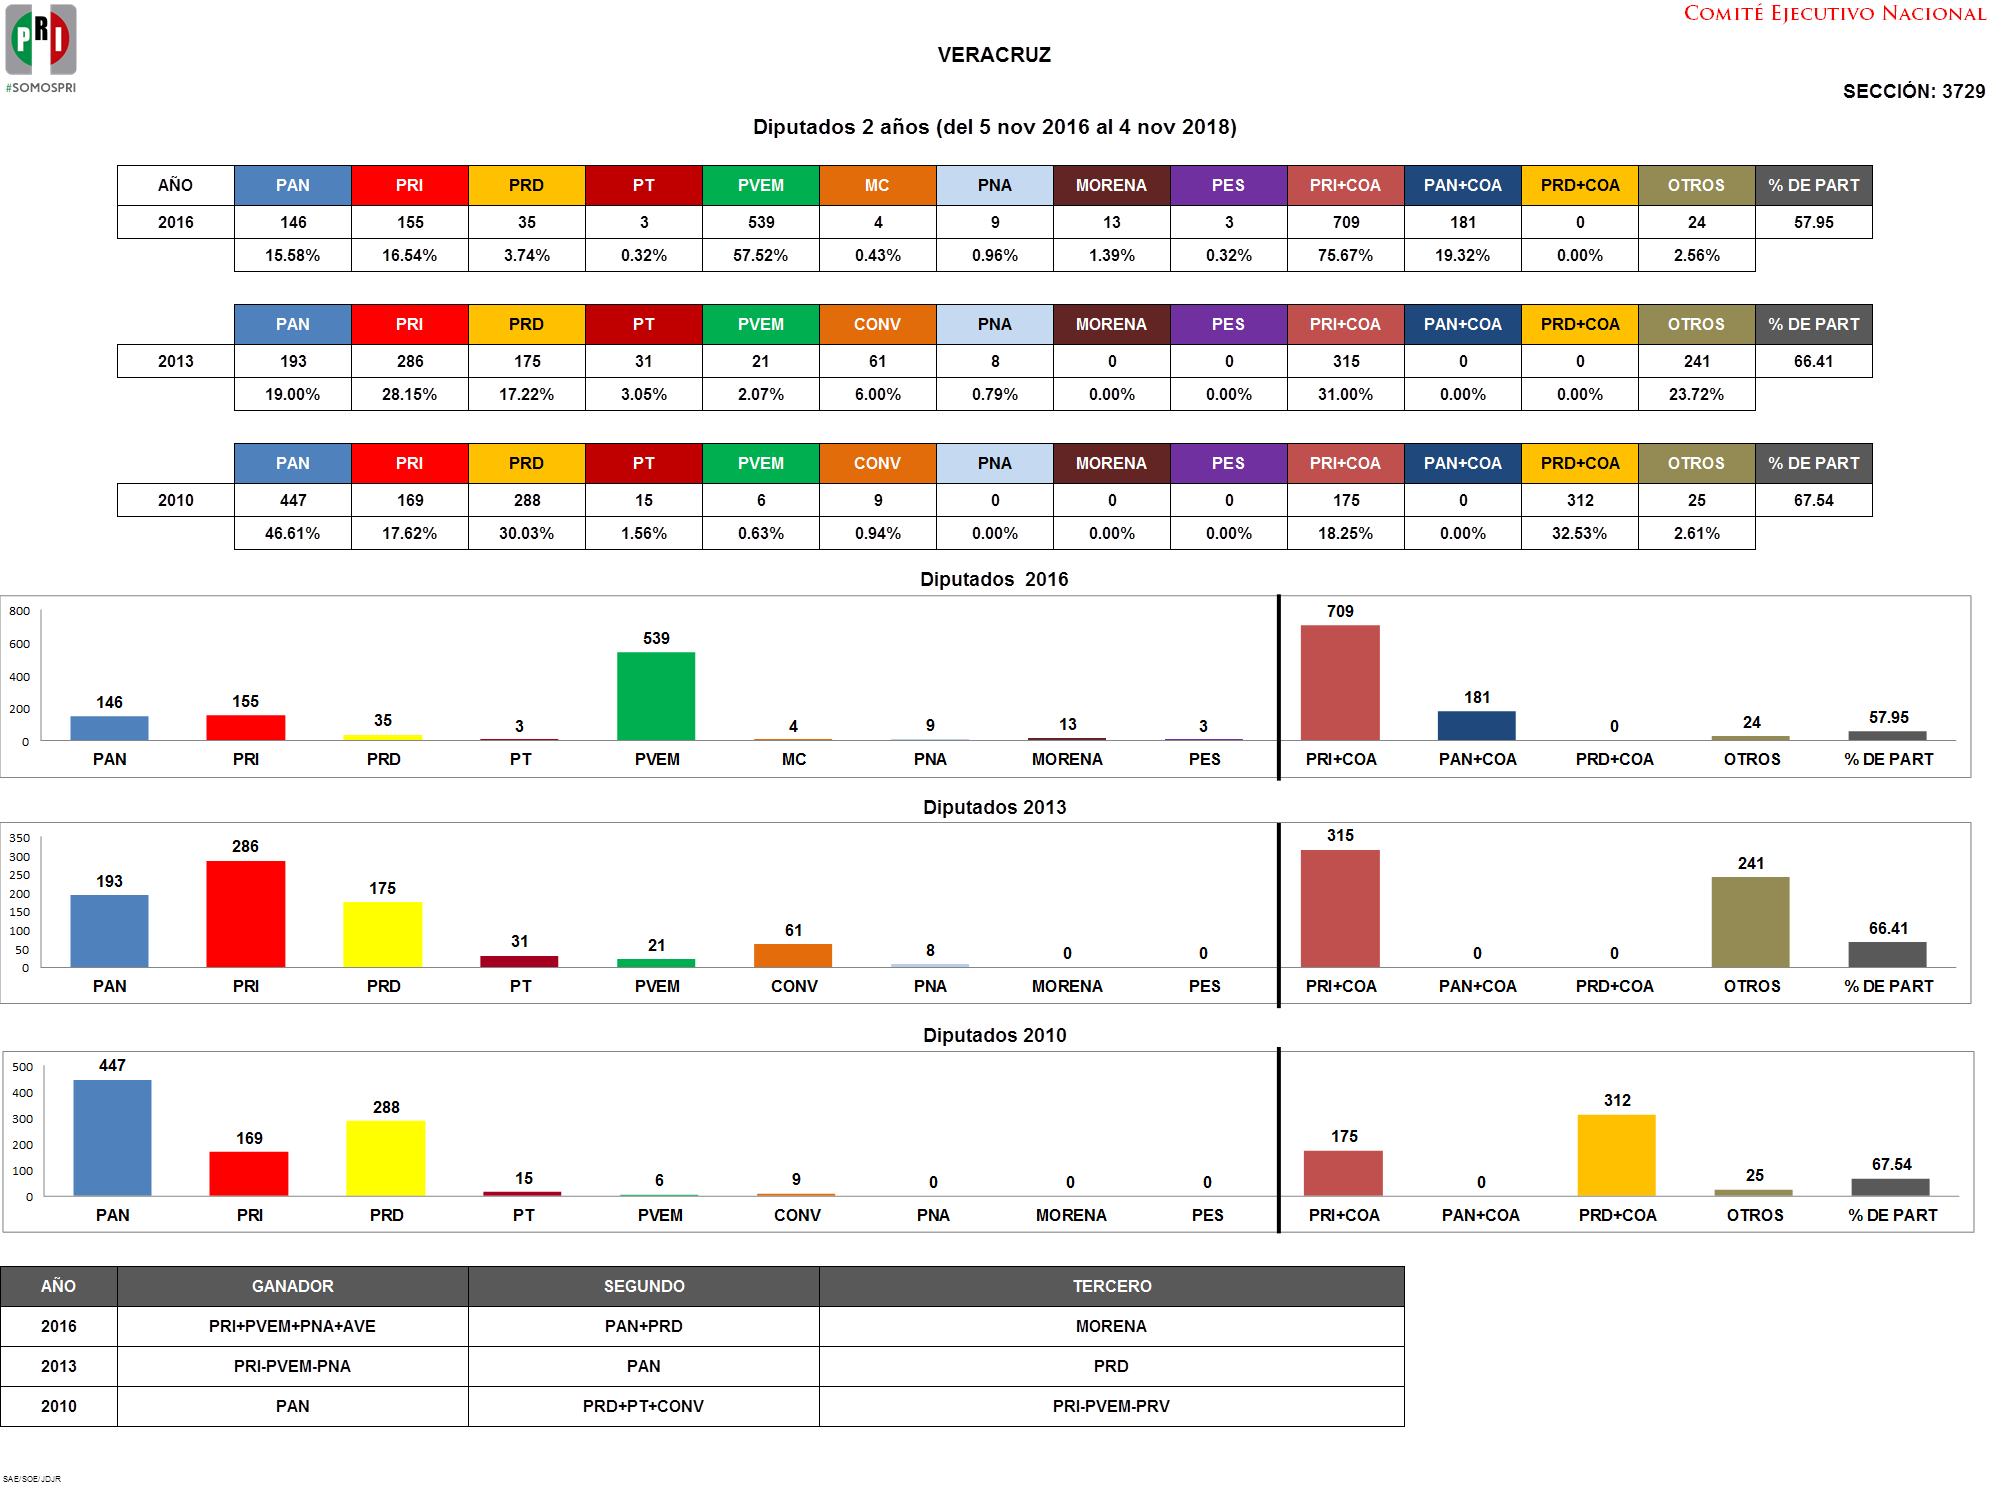 PRI
#SOMOSPRI
COMITÉ EJECUTIVO NACIONAL
VERACRUZ
SECCIÓN: 3729
Diputados 2 años (del 5 nov 2016 al 4 nov 2018)
AÑO PAN PRI PRD PT PVEM MC PNA MORENA PES PRI+COA PAN+COA PRD+COA OTROS % DE PART
2016 146 155 35 3 539 4 9 13 3 709 181 0 24 57.95
15.58% 16.54% 3.74% 0.32% 57.52% 0.43% 0.96% 1.39% 0.32% 75.67% 19.32% 0.00% 2.56%
PAN PRI PRD PT PVEM CONV PNA MORENA PES PRI+COA PAN+COA PRD+COA OTROS % DE PART
2013 193 286 175 31 21 61 8 0 0 315 0 0 241 66.41
19.00% 28.15% 17.22% 3.05% 2.07% 6.00% 0.79% 0.00% 0.00% 31.00% 0.00% 0.00% 23.72%
PAN PRI PRD PT PVEM CONV PNA MORENA PES PRI+COA PAN+COA PRD+COA OTROS % DE PART
2010 447 169 288 15 6 9 0 0 0 175 0 312 25 67.54
46.61% 17.62% 30.03% 1.56% 0.63% 0.94% 0.00% 0.00% 0.00% 18.25% 0.00% 32.53% 2.61%
Diputados 2016
800
600
400
200
0
146 155 35 3 539 4 9 13 3 709 181 0 24 57.95
PAN PRI PRD PT PVEM MC PNA MORENA PES PRI+COA PAN+COA PRD+COA OTROS % DE PART
Diputados 2013
350
300
250
200
150
100
50
0
193 286 175 31 21 61 8 0 0 315 0 0 241 66.41
PAN PRI PRD PT PVEM CONV PNA MORENA PES PRI+COA PAN+COA PRD+COA OTROS % DE PART
Diputados 2010
500
400
300
200
100
0
447 169 288 15 6 9 0 0 0 175 0 312 25 67.54
PAN PRI PRD PT PVEM CONV PNA MORENA PES PRI+COA PAN+COA PRD+COA OTROS % DE PART
AÑO GANADOR SEGUNDO TERCERO
2016 PRI+PVEM+PNA+AVE PAN+PRD MORENA
2013 PRI-PVEM-PNA PAN PRD
2010 PAN PRD+PT+CONV PRI-PVEM-PRV
SAE/SOE/JDJR